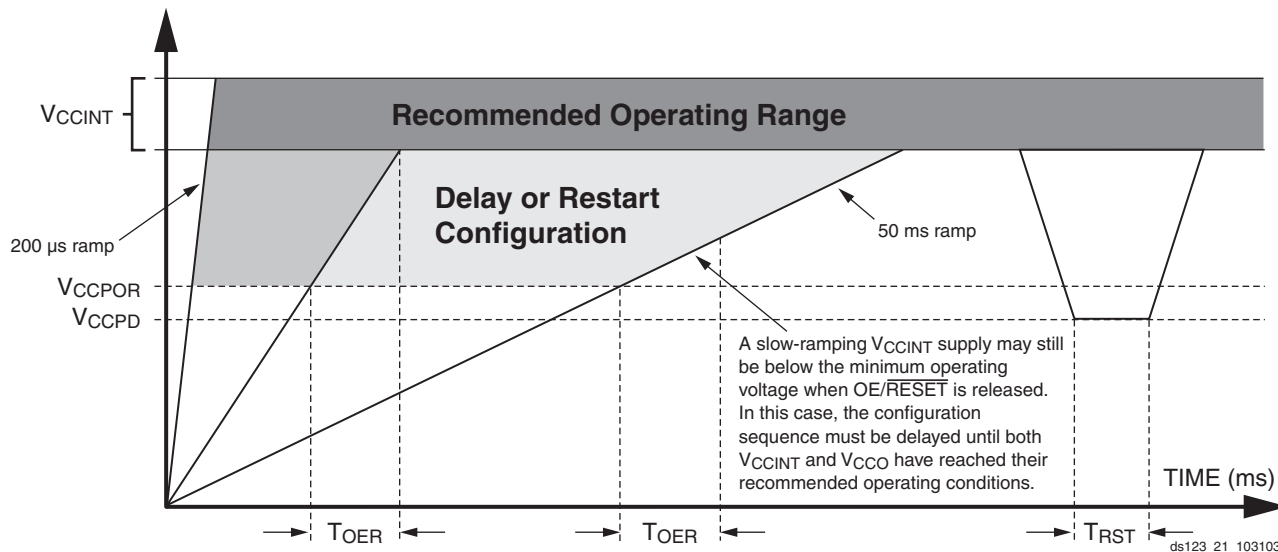 VCCINT
Recommended Operating Range
Delay or Restart
Configuration
200 µs ramp
50 ms ramp
VCCPOR
VCCPD
A slow-ramping VCCINT supply may still
be below the minimum operating
voltage when OE/RESET is released.
In this case, the configuration
sequence must be delayed until both
VCCINT and VCCO have reached their
recommended operating conditions.
TIME (ms)
TOER
TOER
TRST
ds123_21_103103